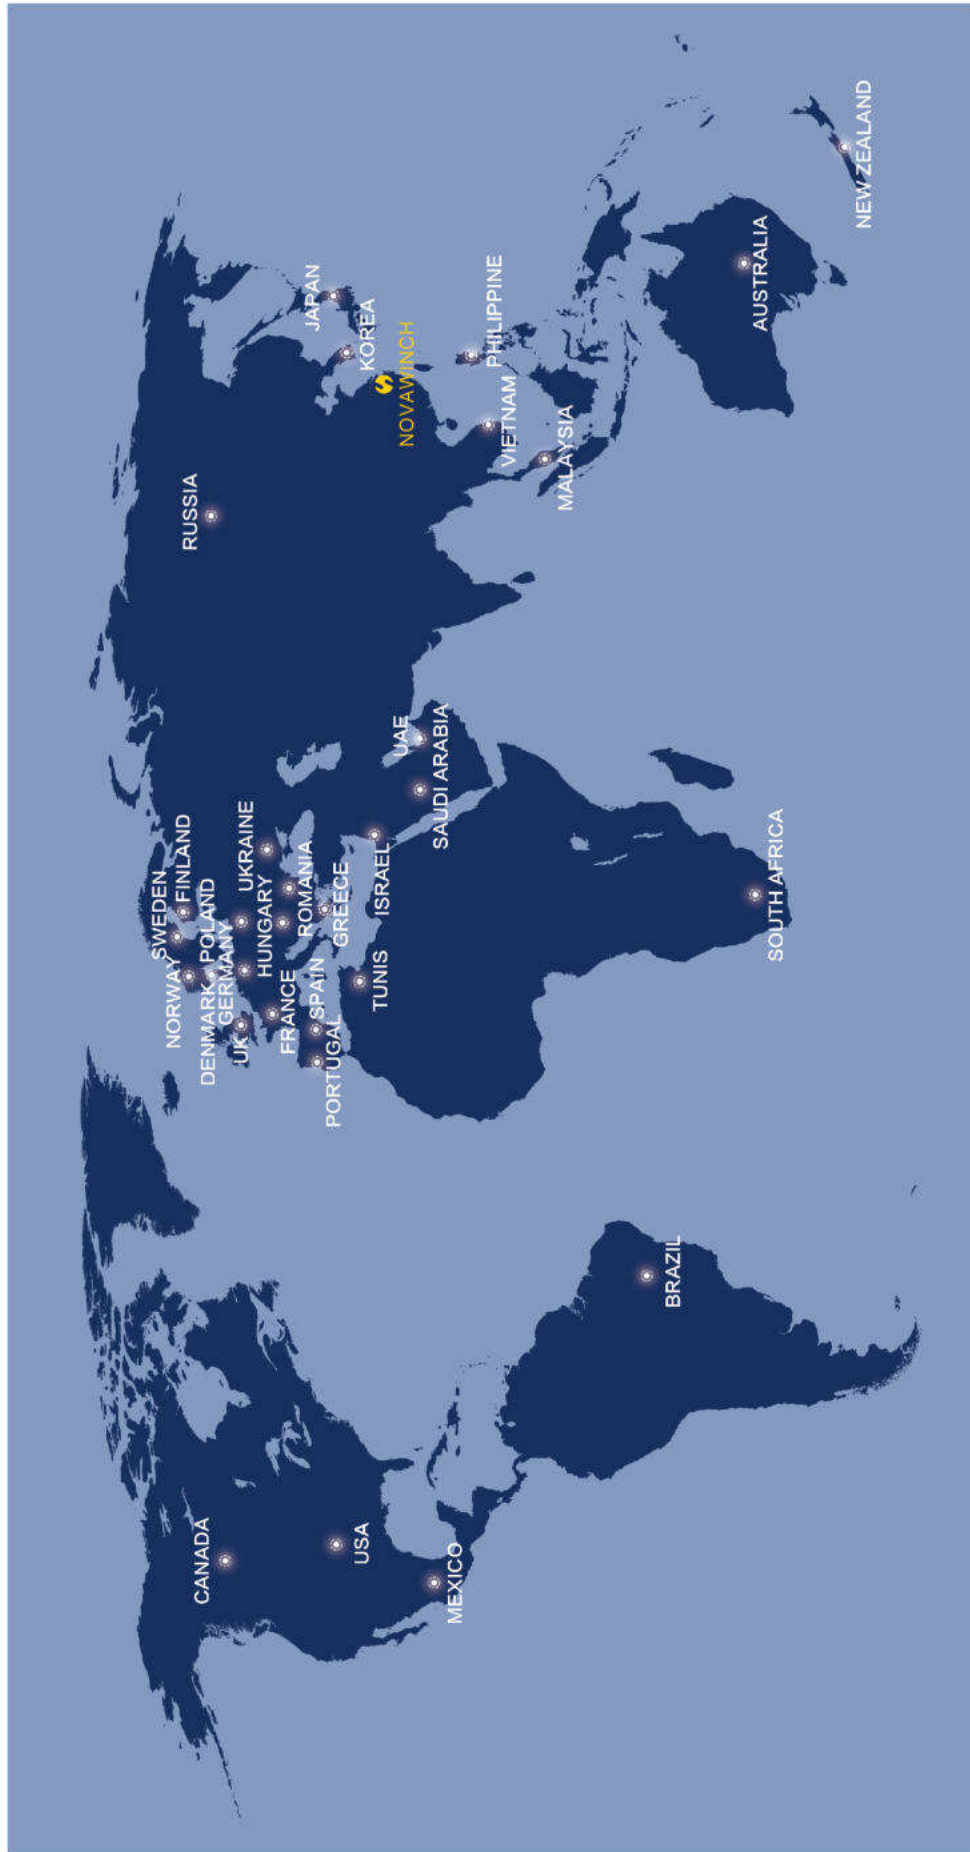 CANADA
USA
MEXICO
BRAZIL
NORWAY
SWEDEN
FINLAND
DENMARK
POLAND
GERMANY
UK
UKRAINE
HUNGARY
FRANCE
ROMANIA
SPAIN
PORTUGAL
GREECE
TUNIS
ISRAEL
UAE
SAUDI ARABIA
SOUTH AFRICA
RUSSIA
JAPAN
KOREA
NOVAWINCH
VIETNAM
PHILIPPINE
MALAYSIA
AUSTRALIA
NEW ZEALAND